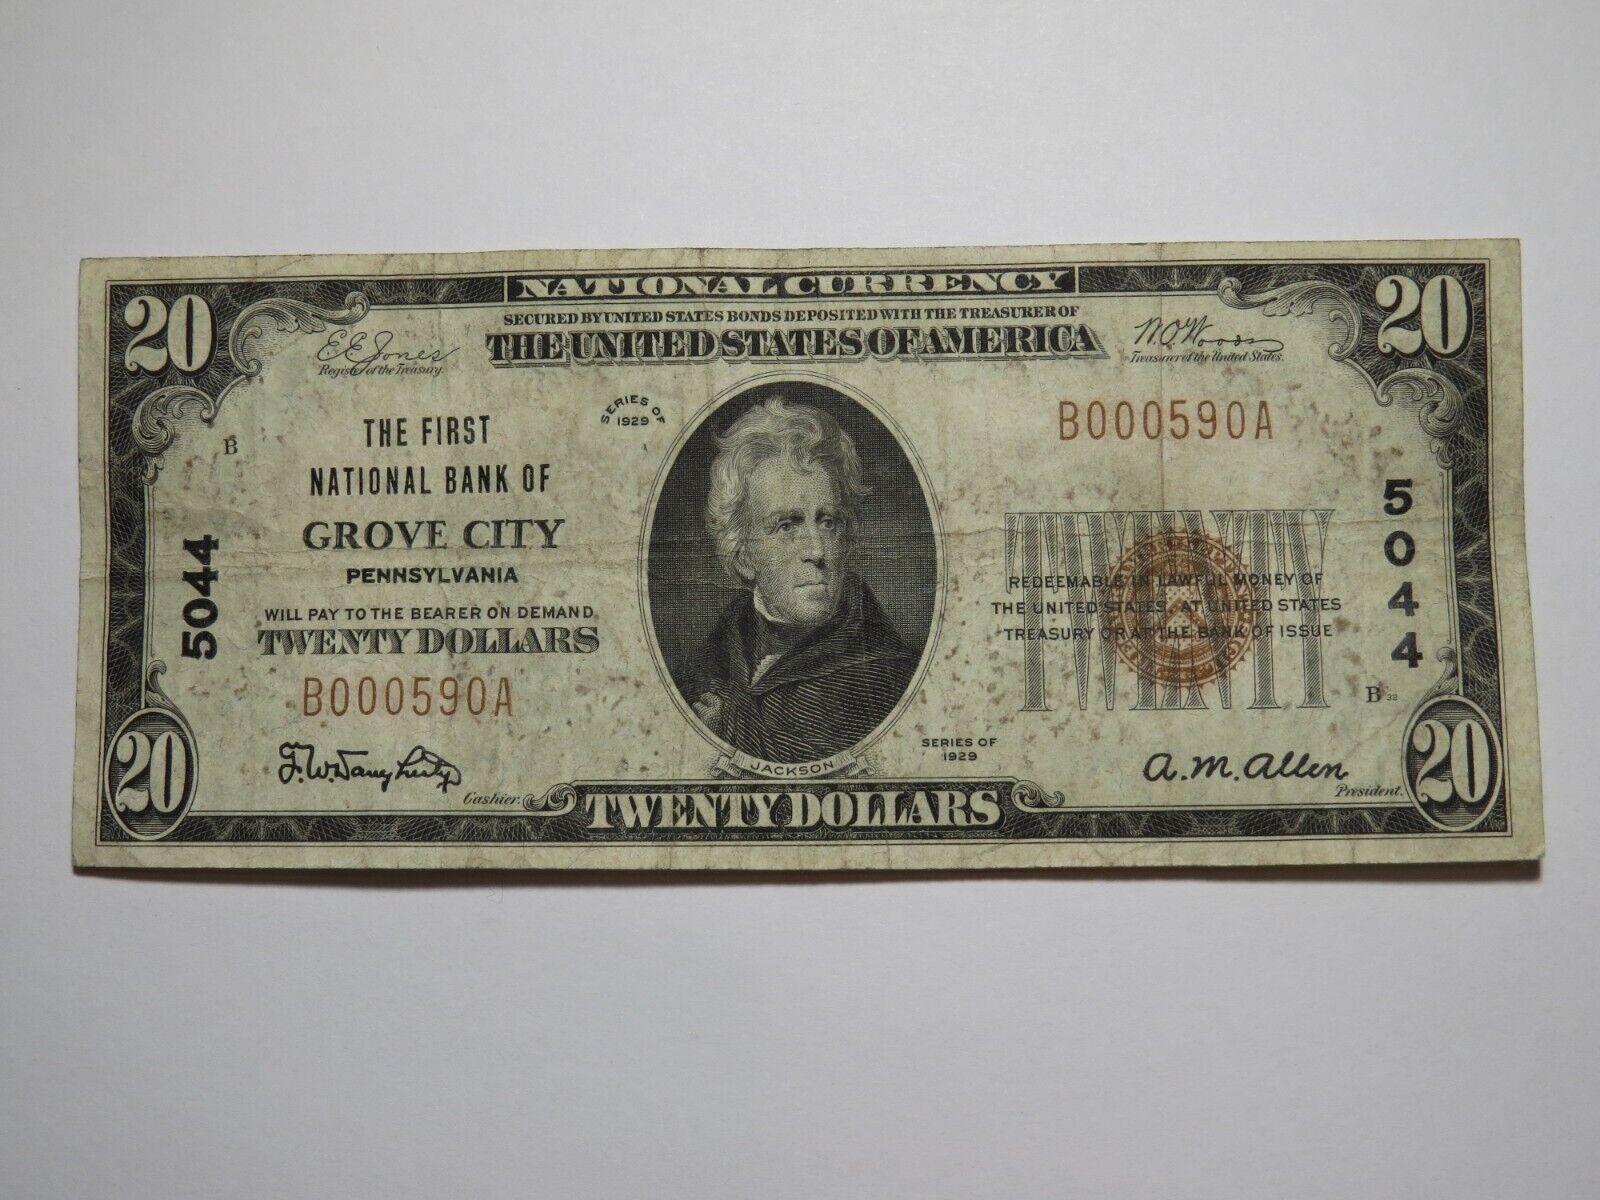 NATIONAL CURRENCY
SECURED BY UNITED STATES BONDS DEPOSITED WITH THE TREASURER OF
THE UNITED STATES OF AMERICA
20
20
E E Jones
Register of the Treasury.
W. O. Woods
Treasurer of the United States.
SERIES OF
1929
B
THE FIRST
NATIONAL BANK OF
GROVE CITY
PENNSYLVANIA
WILL PAY TO THE BEARER ON DEMAND
TWENTY DOLLARS
B000590A
5044
B000590A
5044
TWENTY
REDEEMABLE IN LAWFUL MONEY OF
THE UNITED STATES AT UNITED STATES
TREASURY OR AT THE BANK OF ISSUE
B 32
JACKSON
SERIES OF
1929
F. W. Daugherty
Cashier.
A. M. Allen
President.
20
TWENTY DOLLARS
20